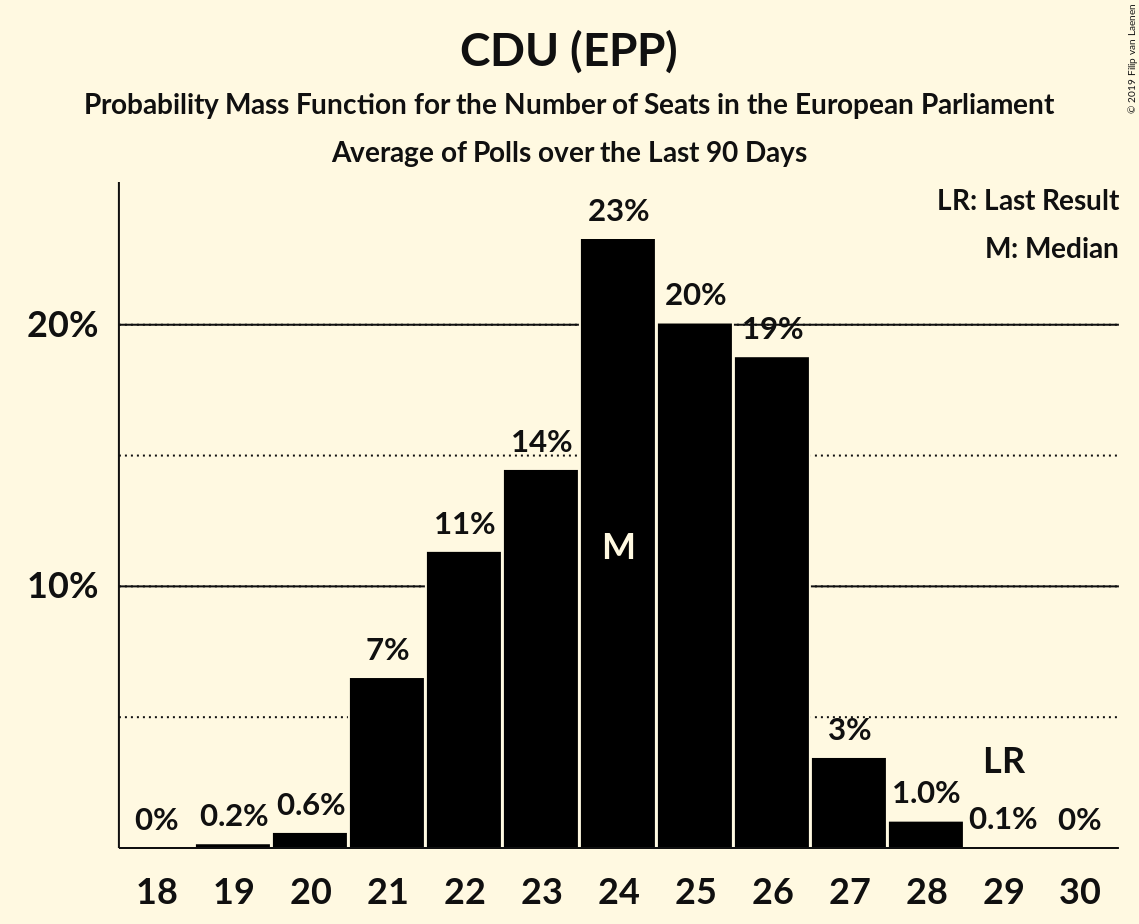 CDU (EPP)
Probability Mass Function for the Number of Seats in the European Parliament
Average of Polls over the Last 90 Days
© 2019 Filip van Laenen
LR: Last Result
M: Median
23%
20%
19%
20%
14%
11%
M
10%
7%
3%
LR
0%
0.2%
0.6%
1.0%
0.1%
0%
18 19 20 21 22 23 24 25 26 27 28 29 30